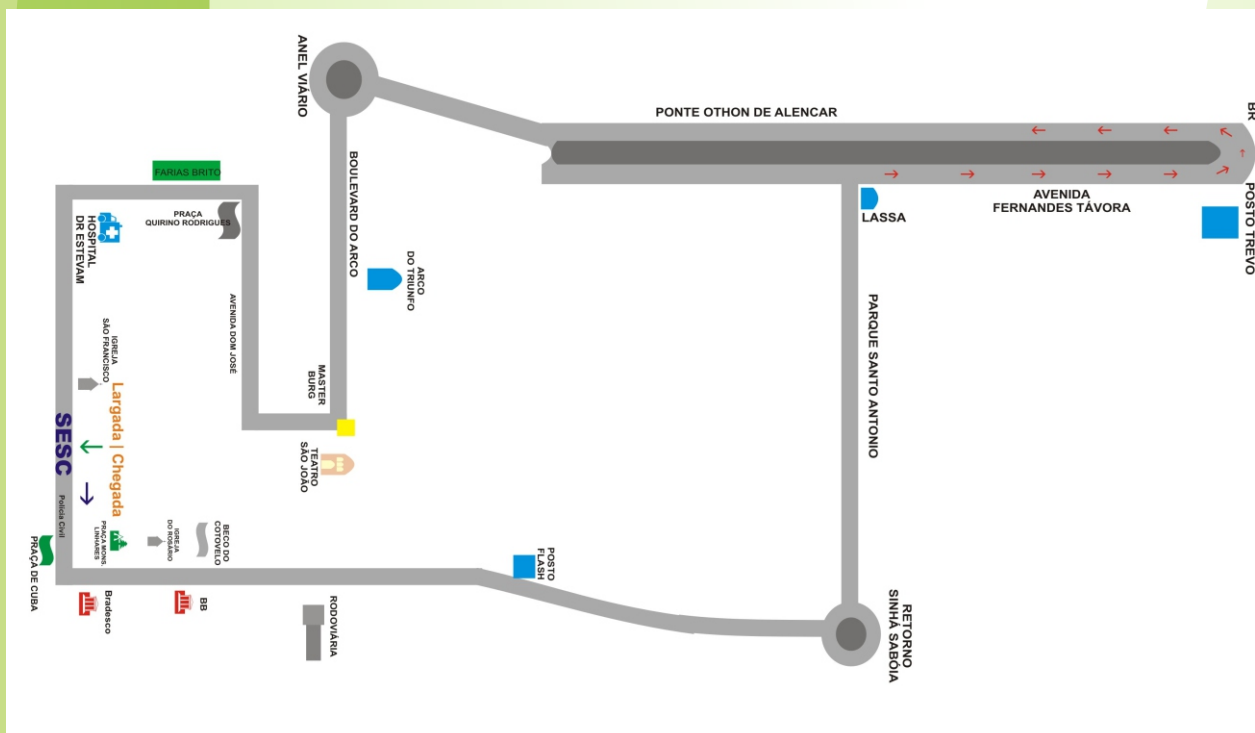 ANEL VIÁRIO
PONTE OTHON DE ALENCAR
BR
FARIAS BRITO
PRAÇA
QUIRINO RODRIGUES
HOSPITAL
DR ESTEVAM
BOULEVARD DO ARCO
ARCO
DO TRIUNFO
LASSA
AVENIDA
FERNANDES TÁVORA
POSTO TREVO
AVENIDA DOM JOSÉ
PARQUE SANTO ANTONIO
IGREJA
SÃO FRANCISCO
MASTER
BURG
Largada | Chegada
SESC
TEATRO
SÃO JOÃO
Polícia Civil
PRAÇA MONS.
LINHARES
IGREJA
DO ROSÁRIO
BECO DO
COTOVELO
PRAÇA DE CUBA
POSTO
FLASH
Bradesco
BB
RODOVIÁRIA
RETORNO
SINHÁ SABÓIA